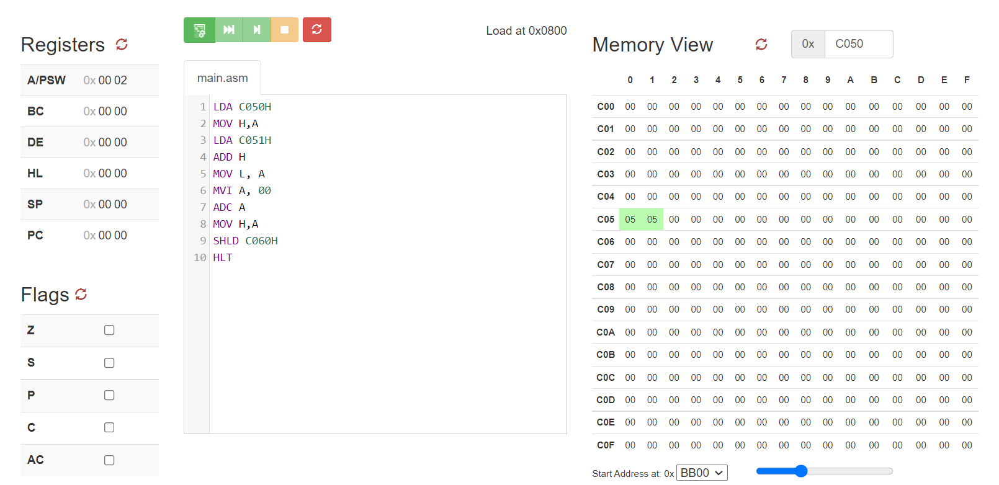 Registers
A/PSW 0x 00 02
BC 0x 00 00
DE 0x 00 00
HL 0x 00 00
SP 0x 00 00
PC 0x 00 00
Flags
Z
S
P
C
AC
Load at 0x0800
main.asm
1 LDA C050H
2 MOV H,A
3 LDA C051H
4 ADD H
5 MOV L, A
6 MVI A, 00
7 ADC A
8 MOV H,A
9 SHLD C060H
10 HLT
Memory View 0x C050
0 1 2 3 4 5 6 7 8 9 A B C D E F
C00 00 00 00 00 00 00 00 00 00 00 00 00 00 00 00 00
C01 00 00 00 00 00 00 00 00 00 00 00 00 00 00 00 00
C02 00 00 00 00 00 00 00 00 00 00 00 00 00 00 00 00
C03 00 00 00 00 00 00 00 00 00 00 00 00 00 00 00 00
C04 00 00 00 00 00 00 00 00 00 00 00 00 00 00 00 00
C05 05 05 00 00 00 00 00 00 00 00 00 00 00 00 00 00
C06 00 00 00 00 00 00 00 00 00 00 00 00 00 00 00 00
C07 00 00 00 00 00 00 00 00 00 00 00 00 00 00 00 00
C08 00 00 00 00 00 00 00 00 00 00 00 00 00 00 00 00
C09 00 00 00 00 00 00 00 00 00 00 00 00 00 00 00 00
C0A 00 00 00 00 00 00 00 00 00 00 00 00 00 00 00 00
C0B 00 00 00 00 00 00 00 00 00 00 00 00 00 00 00 00
C0C 00 00 00 00 00 00 00 00 00 00 00 00 00 00 00 00
C0D 00 00 00 00 00 00 00 00 00 00 00 00 00 00 00 00
C0E 00 00 00 00 00 00 00 00 00 00 00 00 00 00 00 00
C0F 00 00 00 00 00 00 00 00 00 00 00 00 00 00 00 00
Start Address at: 0x BB00